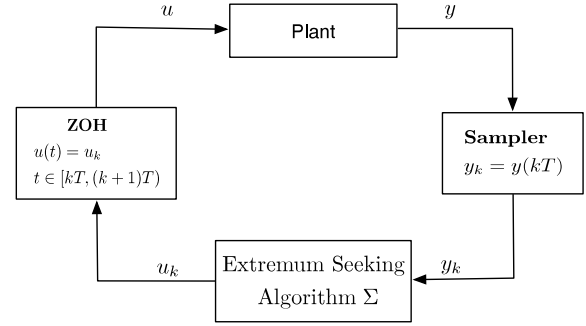 u
Plant
y
ZOH
u(t) = u_k
t ∈ [kT, (k + 1)T)
Sampler
y_k = y(kT)
u_k
Extremum Seeking
Algorithm Σ
y_k